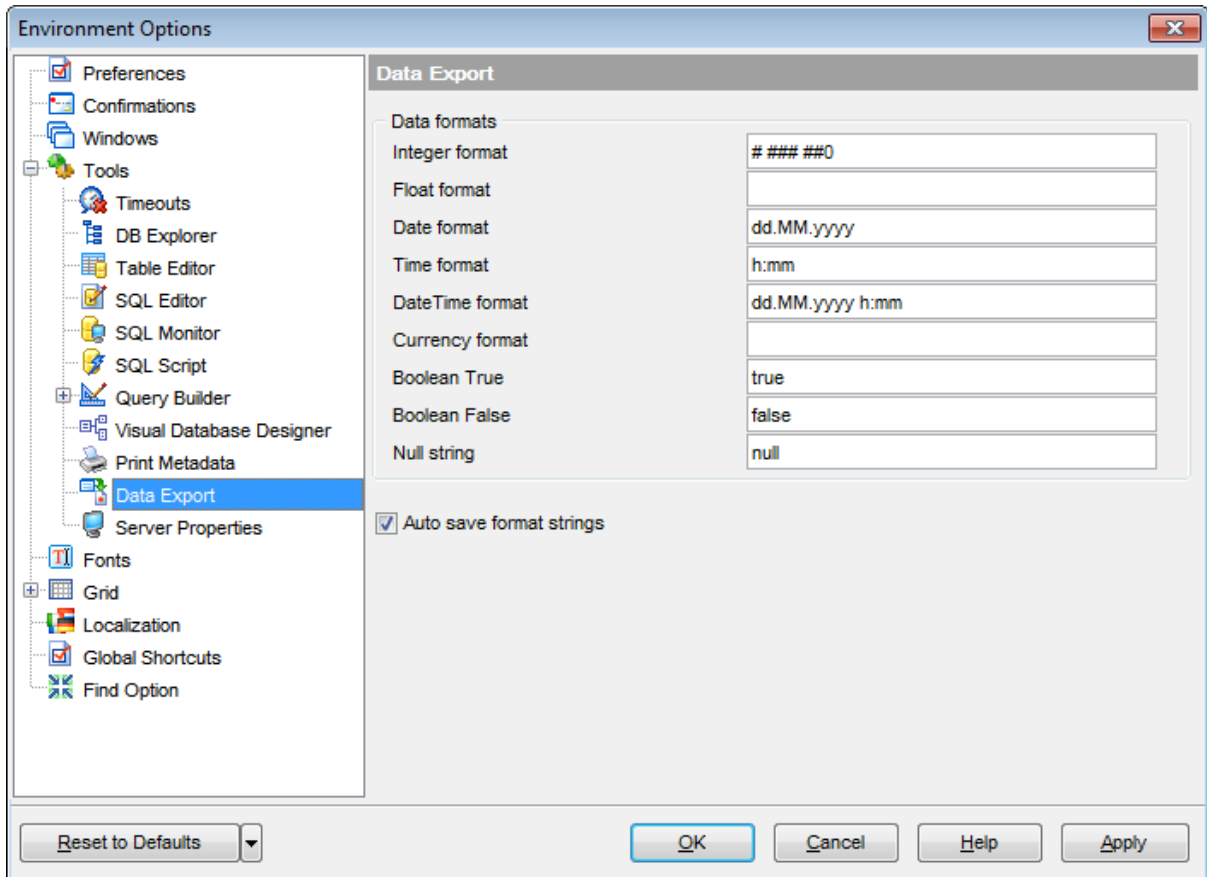 Environment Options
Preferences
Confirmations
Windows
Tools
Timeouts
DB Explorer
Table Editor
SQL Editor
SQL Monitor
SQL Script
Query Builder
Visual Database Designer
Print Metadata
Data Export
Server Properties
Fonts
Grid
Localization
Global Shortcuts
Find Option
Data Export
Data formats
Integer format # ### ##0
Float format
Date format dd.MM.yyyy
Time format h:mm
DateTime format dd.MM.yyyy h:mm
Currency format
Boolean True true
Boolean False false
Null string null
Auto save format strings
Reset to Defaults OK Cancel Help Apply